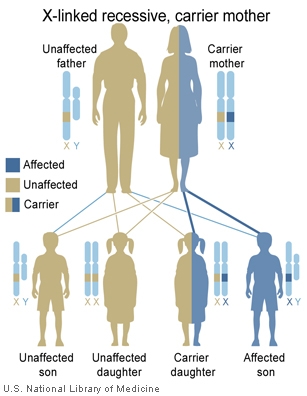 X-linked recessive, carrier mother
Unaffected
father
Carrier
mother
X Y
X X
Affected
Unaffected
Carrier
X Y
X X
X X
X Y
Unaffected
son
Unaffected
daughter
Carrier
daughter
Affected
son
U.S. National Library of Medicine